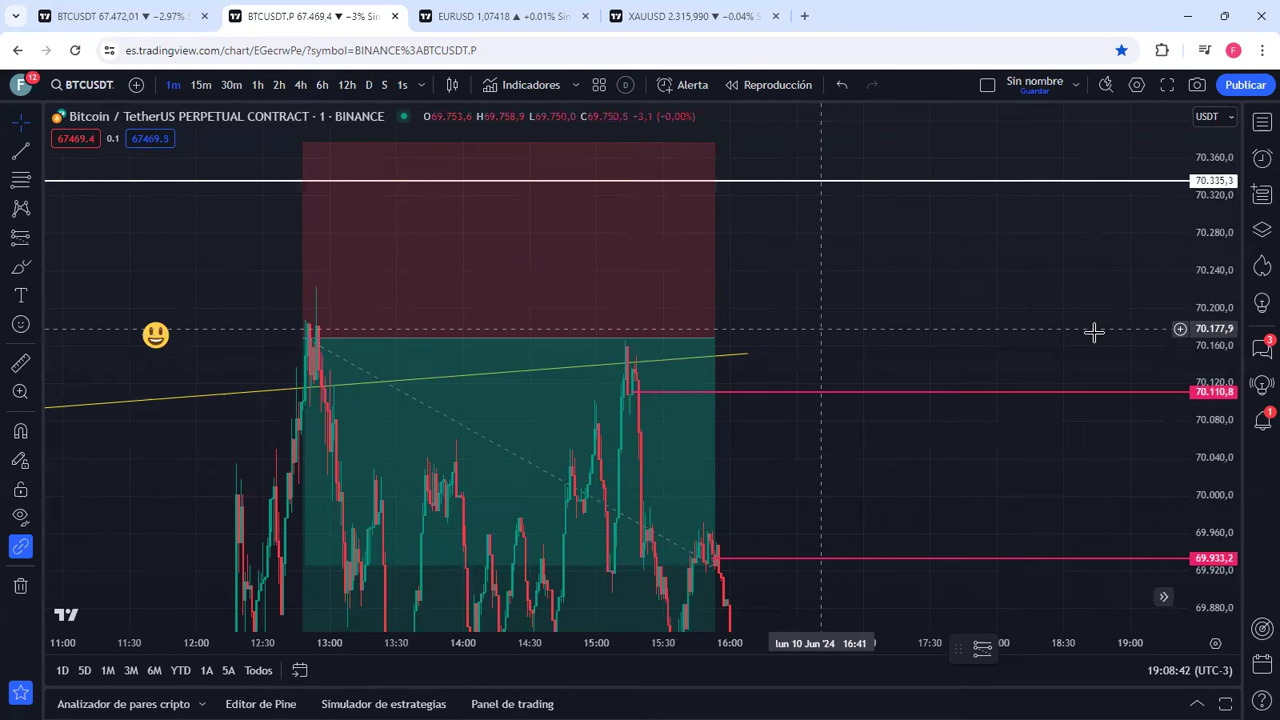 BTCUSDT 67.472,01 ▼ −2.97% S
BTCUSDT.P 67.469,4 ▼ −3% Sin
EURUSD 1,07418 ▲ +0.01% Sin n
XAUUSD 2.315,990 ▼ −0.04% S
es.tradingview.com/chart/EGecrwPe/?symbol=BINANCE%3ABTCUSDT.P
F
F 12
BTCUSDT.
1m 15m 30m 1h 2h 4h 6h 12h D S 1s
Indicadores
D
Alerta
Reproducción
Sin nombre
Guardar
Publicar
Bitcoin / TetherUS PERPETUAL CONTRACT · 1 · BINANCE
O69.753,6 H69.758,9 L69.750,0 C69.750,5 +3,1 (+0,00%)
67469.4 0.1 67469.5
USDT
70.360,0
70.335,3
70.320,0
70.280,0
70.240,0
70.200,0
70.177,9
70.160,0
70.120,0
70.110,8
70.080,0
70.040,0
70.000,0
69.960,0
69.933,2
69.920,0
69.880,0
3
1
11:00 11:30 12:00 12:30 13:00 13:30 14:00 14:30 15:00 15:30 16:00 lun 10 Jun '24 16:41 17:30 18:30 19:00
1D 5D 1M 3M 6M YTD 1A 5A Todos
19:08:42 (UTC-3)
Analizador de pares cripto
Editor de Pine
Simulador de estrategias
Panel de trading